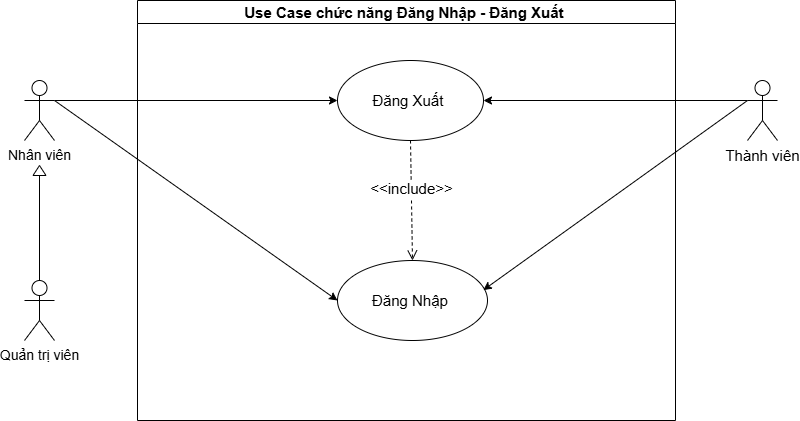 Use Case chức năng Đăng Nhập - Đăng Xuất
Đăng Xuất
Nhân viên
Thành viên
<<include>>
Đăng Nhập
Quản trị viên